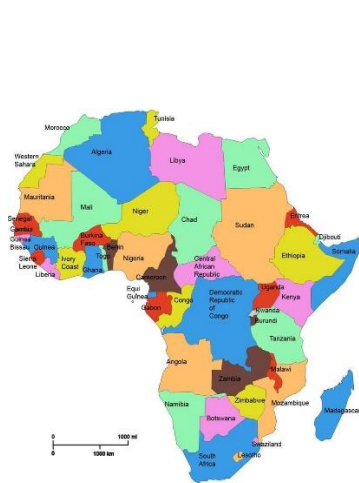 Tunisia
Morocco
Algeria
Western
Sahara
Libya
Egypt
Mauritania
Mali
Niger
Chad
Sudan
Eritrea
Djibouti
Somalia
Ethiopia
Senegal
Gambia
Guinea
Bissau
Guinea
Sierra
Leone
Liberia
Ivory
Coast
Burkina
Faso
Ghana
Togo
Benin
Nigeria
Cameroon
Central
African
Republic
Equi
Guinea
Gabon
Congo
Democratic
Republic
of
Congo
Uganda
Kenya
Rwanda
Burundi
Tanzania
Angola
Zambia
Malawi
Mozambique
Zimbabwe
Namibia
Botswana
Madagascar
Swaziland
Lesotho
South
Africa
0 1000 mi
0 1000 km